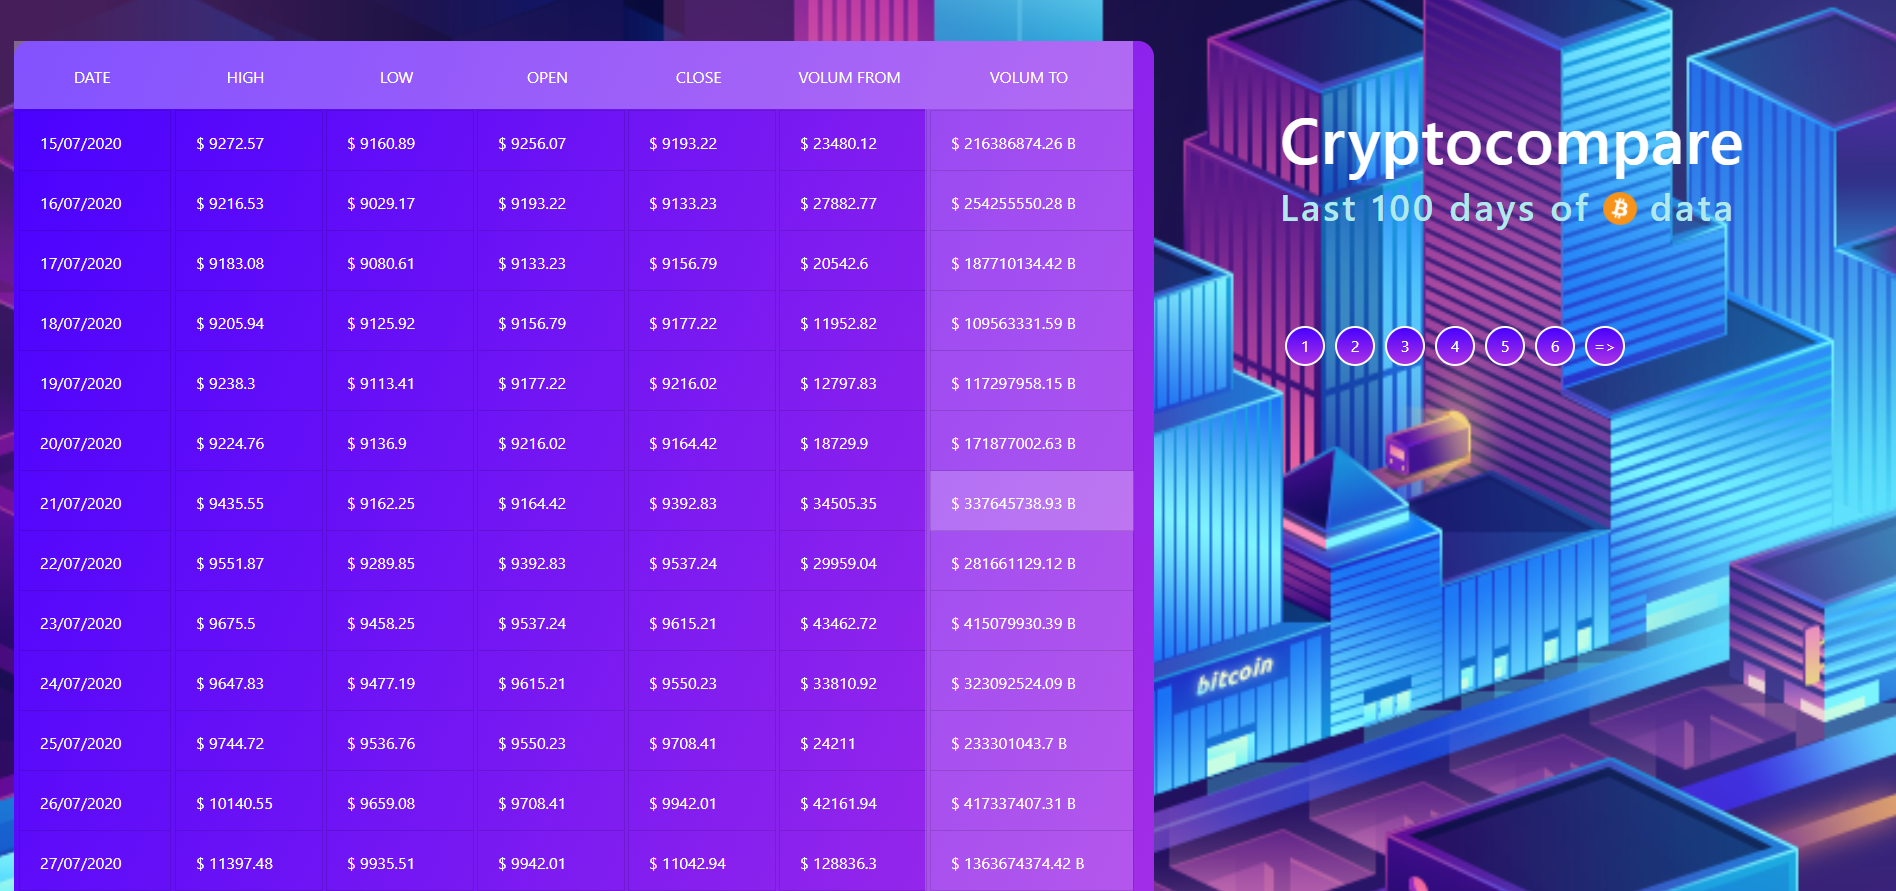 DATE HIGH LOW OPEN CLOSE VOLUM FROM VOLUM TO
15/07/2020 $ 9272.57 $ 9160.89 $ 9256.07 $ 9193.22 $ 23480.12 $ 216386874.26 B
16/07/2020 $ 9216.53 $ 9029.17 $ 9193.22 $ 9133.23 $ 27882.77 $ 254255550.28 B
17/07/2020 $ 9183.08 $ 9080.61 $ 9133.23 $ 9156.79 $ 20542.6 $ 187710134.42 B
18/07/2020 $ 9205.94 $ 9125.92 $ 9156.79 $ 9177.22 $ 11952.82 $ 109563331.59 B
19/07/2020 $ 9238.3 $ 9113.41 $ 9177.22 $ 9216.02 $ 12797.83 $ 117297958.15 B
20/07/2020 $ 9224.76 $ 9136.9 $ 9216.02 $ 9164.42 $ 18729.9 $ 171877002.63 B
21/07/2020 $ 9435.55 $ 9162.25 $ 9164.42 $ 9392.83 $ 34505.35 $ 337645738.93 B
22/07/2020 $ 9551.87 $ 9289.85 $ 9392.83 $ 9537.24 $ 29959.04 $ 281661129.12 B
23/07/2020 $ 9675.5 $ 9458.25 $ 9537.24 $ 9615.21 $ 43462.72 $ 415079930.39 B
24/07/2020 $ 9647.83 $ 9477.19 $ 9615.21 $ 9550.23 $ 33810.92 $ 323092524.09 B
25/07/2020 $ 9744.72 $ 9536.76 $ 9550.23 $ 9708.41 $ 24211 $ 233301043.7 B
26/07/2020 $ 10140.55 $ 9659.08 $ 9708.41 $ 9942.01 $ 42161.94 $ 417337407.31 B
27/07/2020 $ 11397.48 $ 9935.51 $ 9942.01 $ 11042.94 $ 128836.3 $ 1363674374.42 B
Cryptocompare
Last 100 days of ₿ data
1 2 3 4 5 6 =>
bitcoin